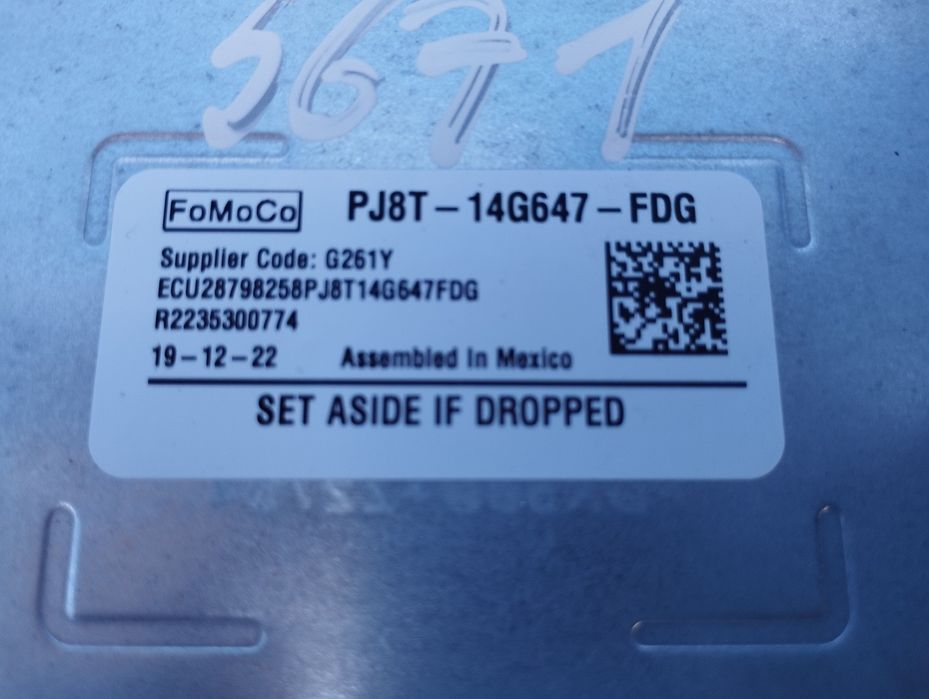 5671
FoMoCo PJ8T-14G647-FDG
Supplier Code: G261Y
ECU28798258PJ8T14G647FDG
R2235300774
19-12-22 Assembled In Mexico
SET ASIDE IF DROPPED